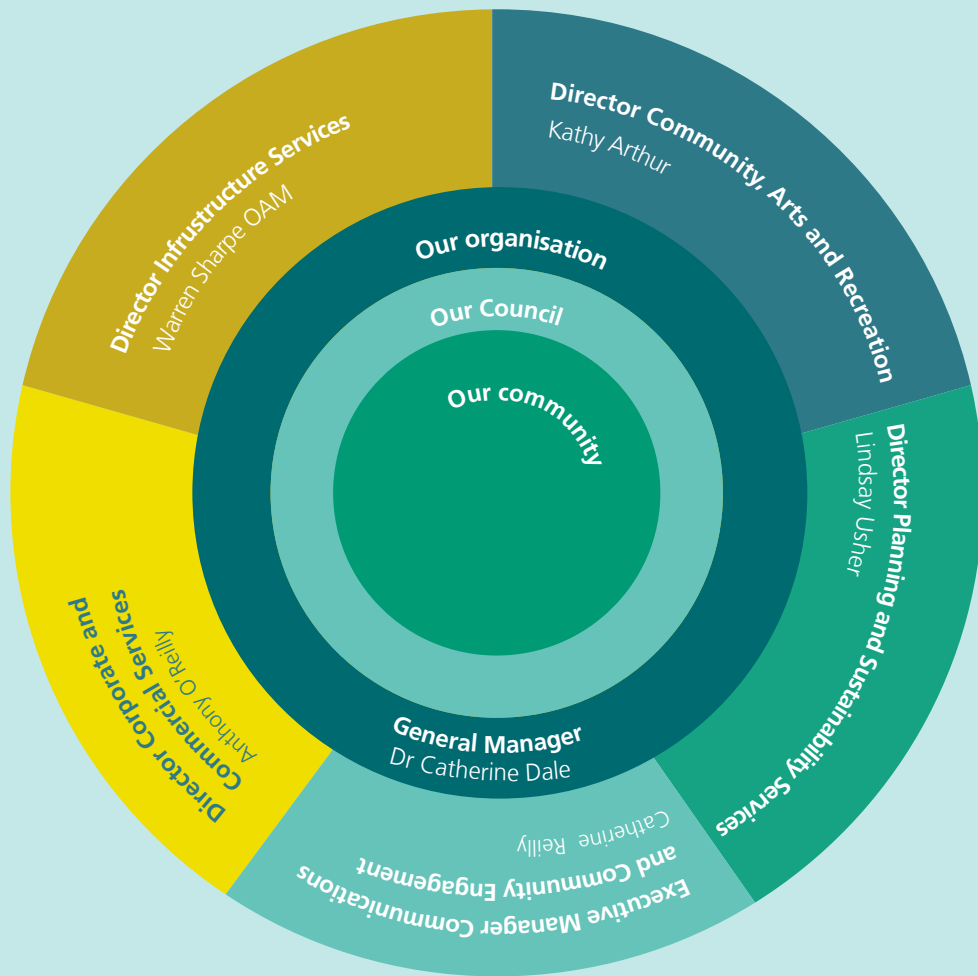 Director Infrustructure Services
Warren Sharpe OAM
Director Community, Arts and Recreation
Kathy Arthur
Our organisation
Our Council
Our community
Director Planning and Sustainability Services
Lindsay Usher
General Manager
Dr Catherine Dale
Executive Manager Communications
and Community Engagement
Catherine Reilly
Director Corporate and
Commercial Services
Anthony O'Reilly